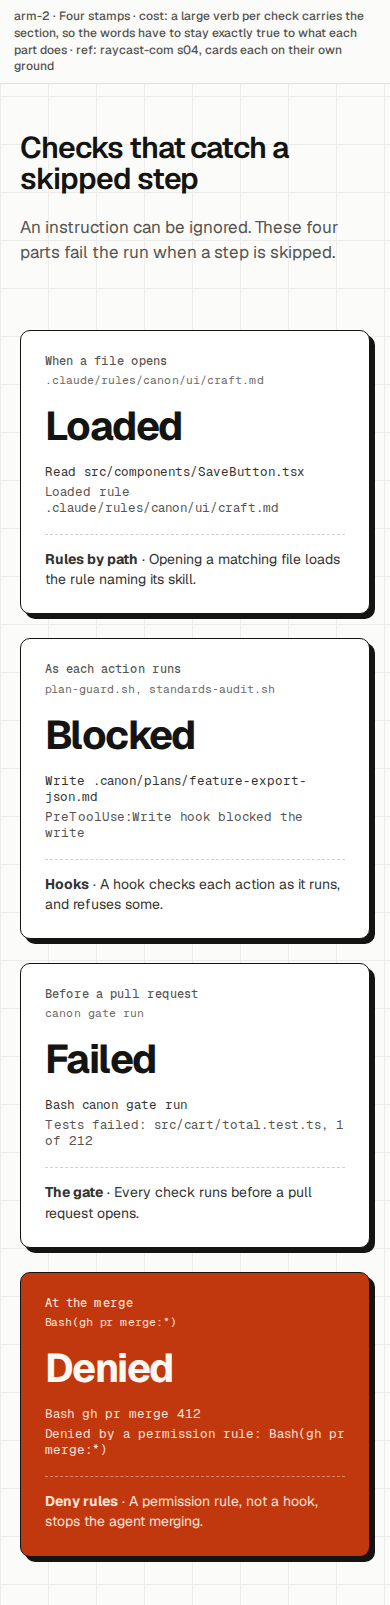 arm-2 · Four stamps · cost: a large verb per check carries the
section, so the words have to stay exactly true to what each
part does · ref: raycast-com s04, cards each on their own
ground
Checks that catch a
skipped step
An instruction can be ignored. These four
parts fail the run when a step is skipped.
When a file opens
.claude/rules/canon/ui/craft.md
Loaded
Read src/components/SaveButton.tsx
Loaded rule
.claude/rules/canon/ui/craft.md
Rules by path · Opening a matching file loads
the rule naming its skill.
As each action runs
plan-guard.sh, standards-audit.sh
Blocked
Write .canon/plans/feature-export-
json.md
PreToolUse:Write hook blocked the
write
Hooks · A hook checks each action as it runs,
and refuses some.
Before a pull request
canon gate run
Failed
Bash canon gate run
Tests failed: src/cart/total.test.ts, 1
of 212
The gate · Every check runs before a pull
request opens.
At the merge
Bash(gh pr merge:*)
Denied
Bash gh pr merge 412
Denied by a permission rule: Bash(gh pr
merge:*)
Deny rules · A permission rule, not a hook,
stops the agent merging.